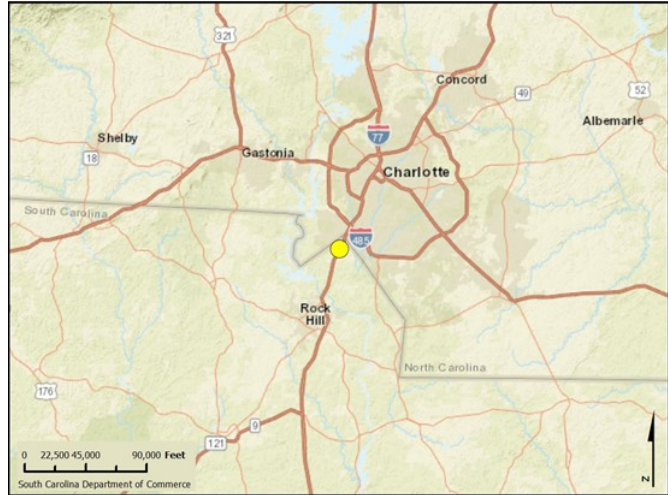 321
Concord
52
49
Albemarle
Shelby
77
18
Gastonia
Charlotte
South Carolina
485
Rock
Hill
North Carolina
176
9
121
0 22,500 45,000 90,000 Feet
South Carolina Department of Commerce
N